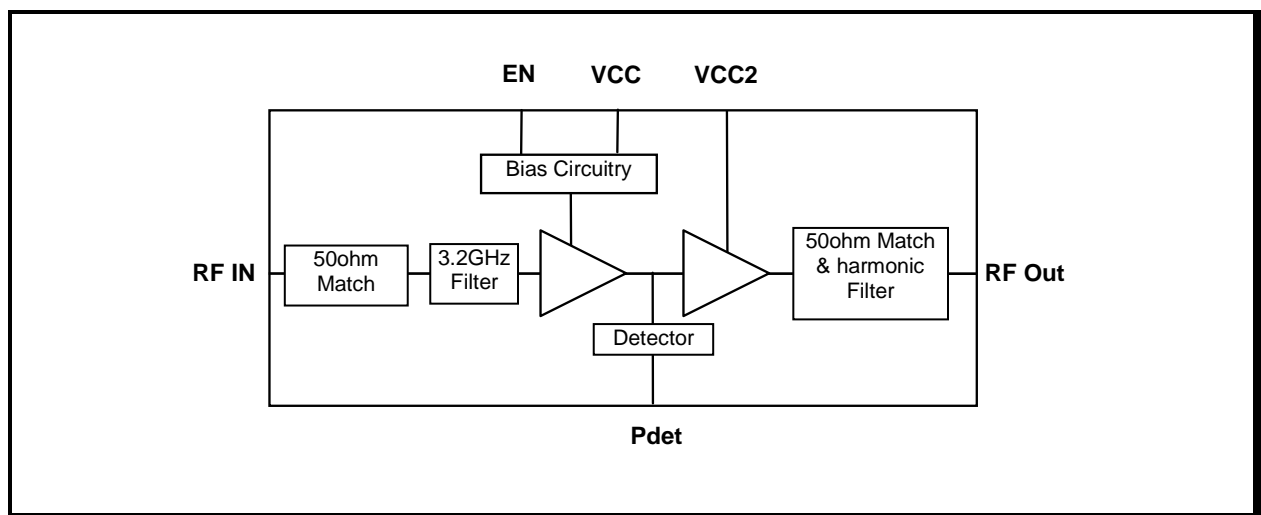 EN VCC VCC2
Bias Circuitry
RF IN
50ohm
Match
3.2GHz
Filter
50ohm Match
& harmonic
Filter
RF Out
Detector
Pdet